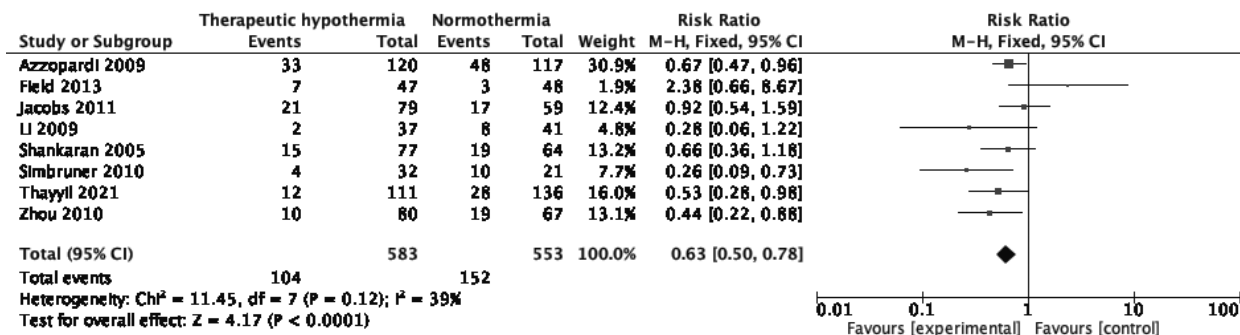 Therapeutic hypothermia Normothermia Risk Ratio Risk Ratio
Study or Subgroup Events Total Events Total Weight M-H, Fixed, 95% CI M-H, Fixed, 95% CI
Azzopardi 2009 33 120 48 117 30.9% 0.67 [0.47, 0.96]
Field 2013 7 47 3 48 1.9% 2.38 [0.66, 8.67]
Jacobs 2011 21 79 17 59 12.4% 0.92 [0.54, 1.59]
Li 2009 2 37 8 41 4.8% 0.28 [0.06, 1.22]
Shankaran 2005 15 77 19 64 13.2% 0.66 [0.36, 1.18]
Simbruner 2010 4 32 10 21 7.7% 0.26 [0.09, 0.73]
Thayyil 2021 12 111 28 136 16.0% 0.53 [0.28, 0.98]
Zhou 2010 10 80 19 67 13.1% 0.44 [0.22, 0.88]
Total (95% CI) 583 553 100.0% 0.63 [0.50, 0.78]
Total events 104 152
Heterogeneity: Chi² = 11.45, df = 7 (P = 0.12); I² = 39%
Test for overall effect: Z = 4.17 (P < 0.0001)
0.01 0.1 1 10 100
Favours [experimental] Favours [control]